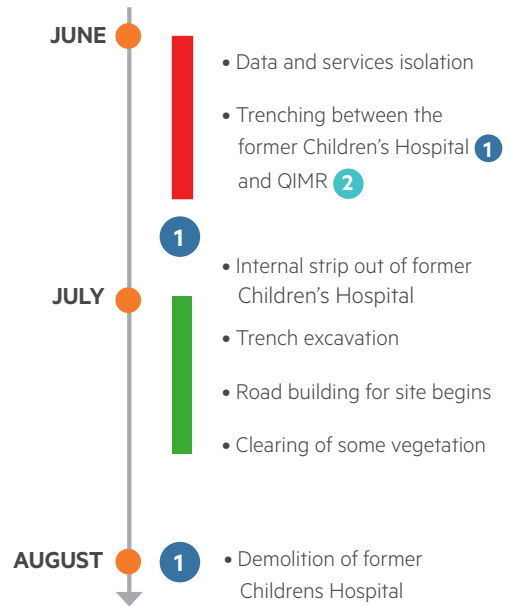 JUNE
• Data and services isolation
• Trenching between the
former Children's Hospital 1
and QIMR 2
1
• Internal strip out of former
Children's Hospital
JULY
• Trench excavation
• Road building for site begins
• Clearing of some vegetation
AUGUST
1
• Demolition of former
Childrens Hospital